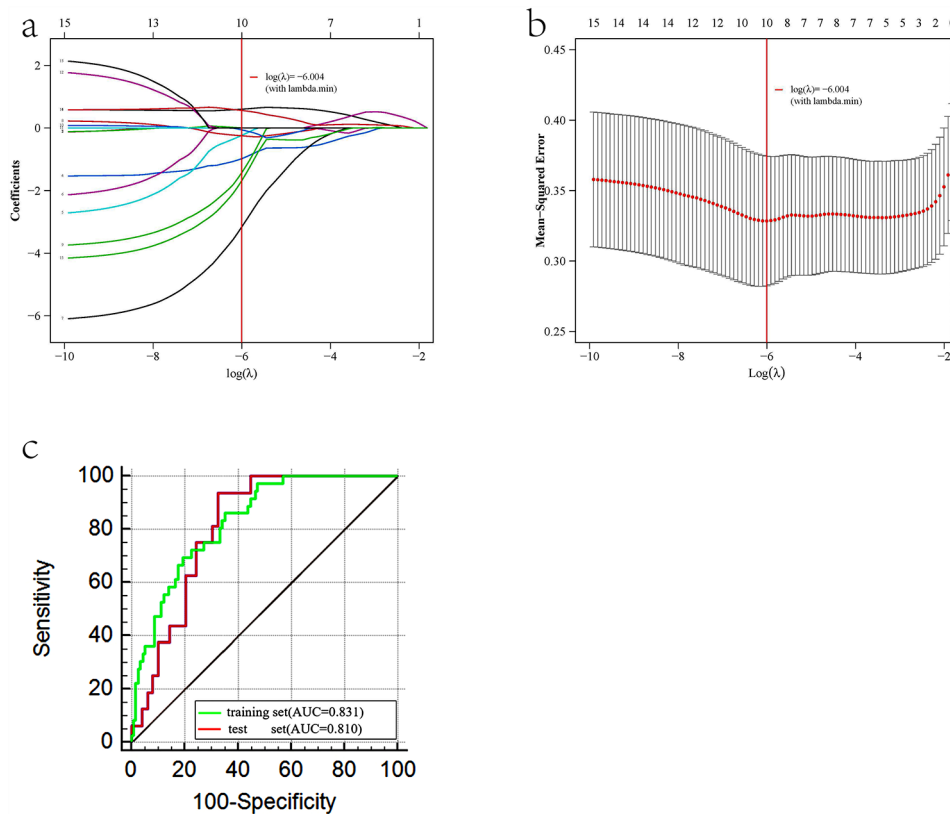 a
15 13 10 7 1
2
0
−2
−4
−6
Coefficients
log(λ)= −6.004
(with lambda.min)
−10 −8 −6 −4 −2
log(λ)
b
15 14 14 14 12 12 10 10 8 7 7 7 5 5 3 2
0.45
0.40
0.35
0.30
0.25
Mean−Squared Error
log(λ)= −6.004
(with lambda.min)
−10 −8 −6 −4 −2
Log(λ)
c
100
80
60
40
20
0
Sensitivity
training set(AUC=0.831)
test set(AUC=0.810)
0 20 40 60 80 100
100-Specificity